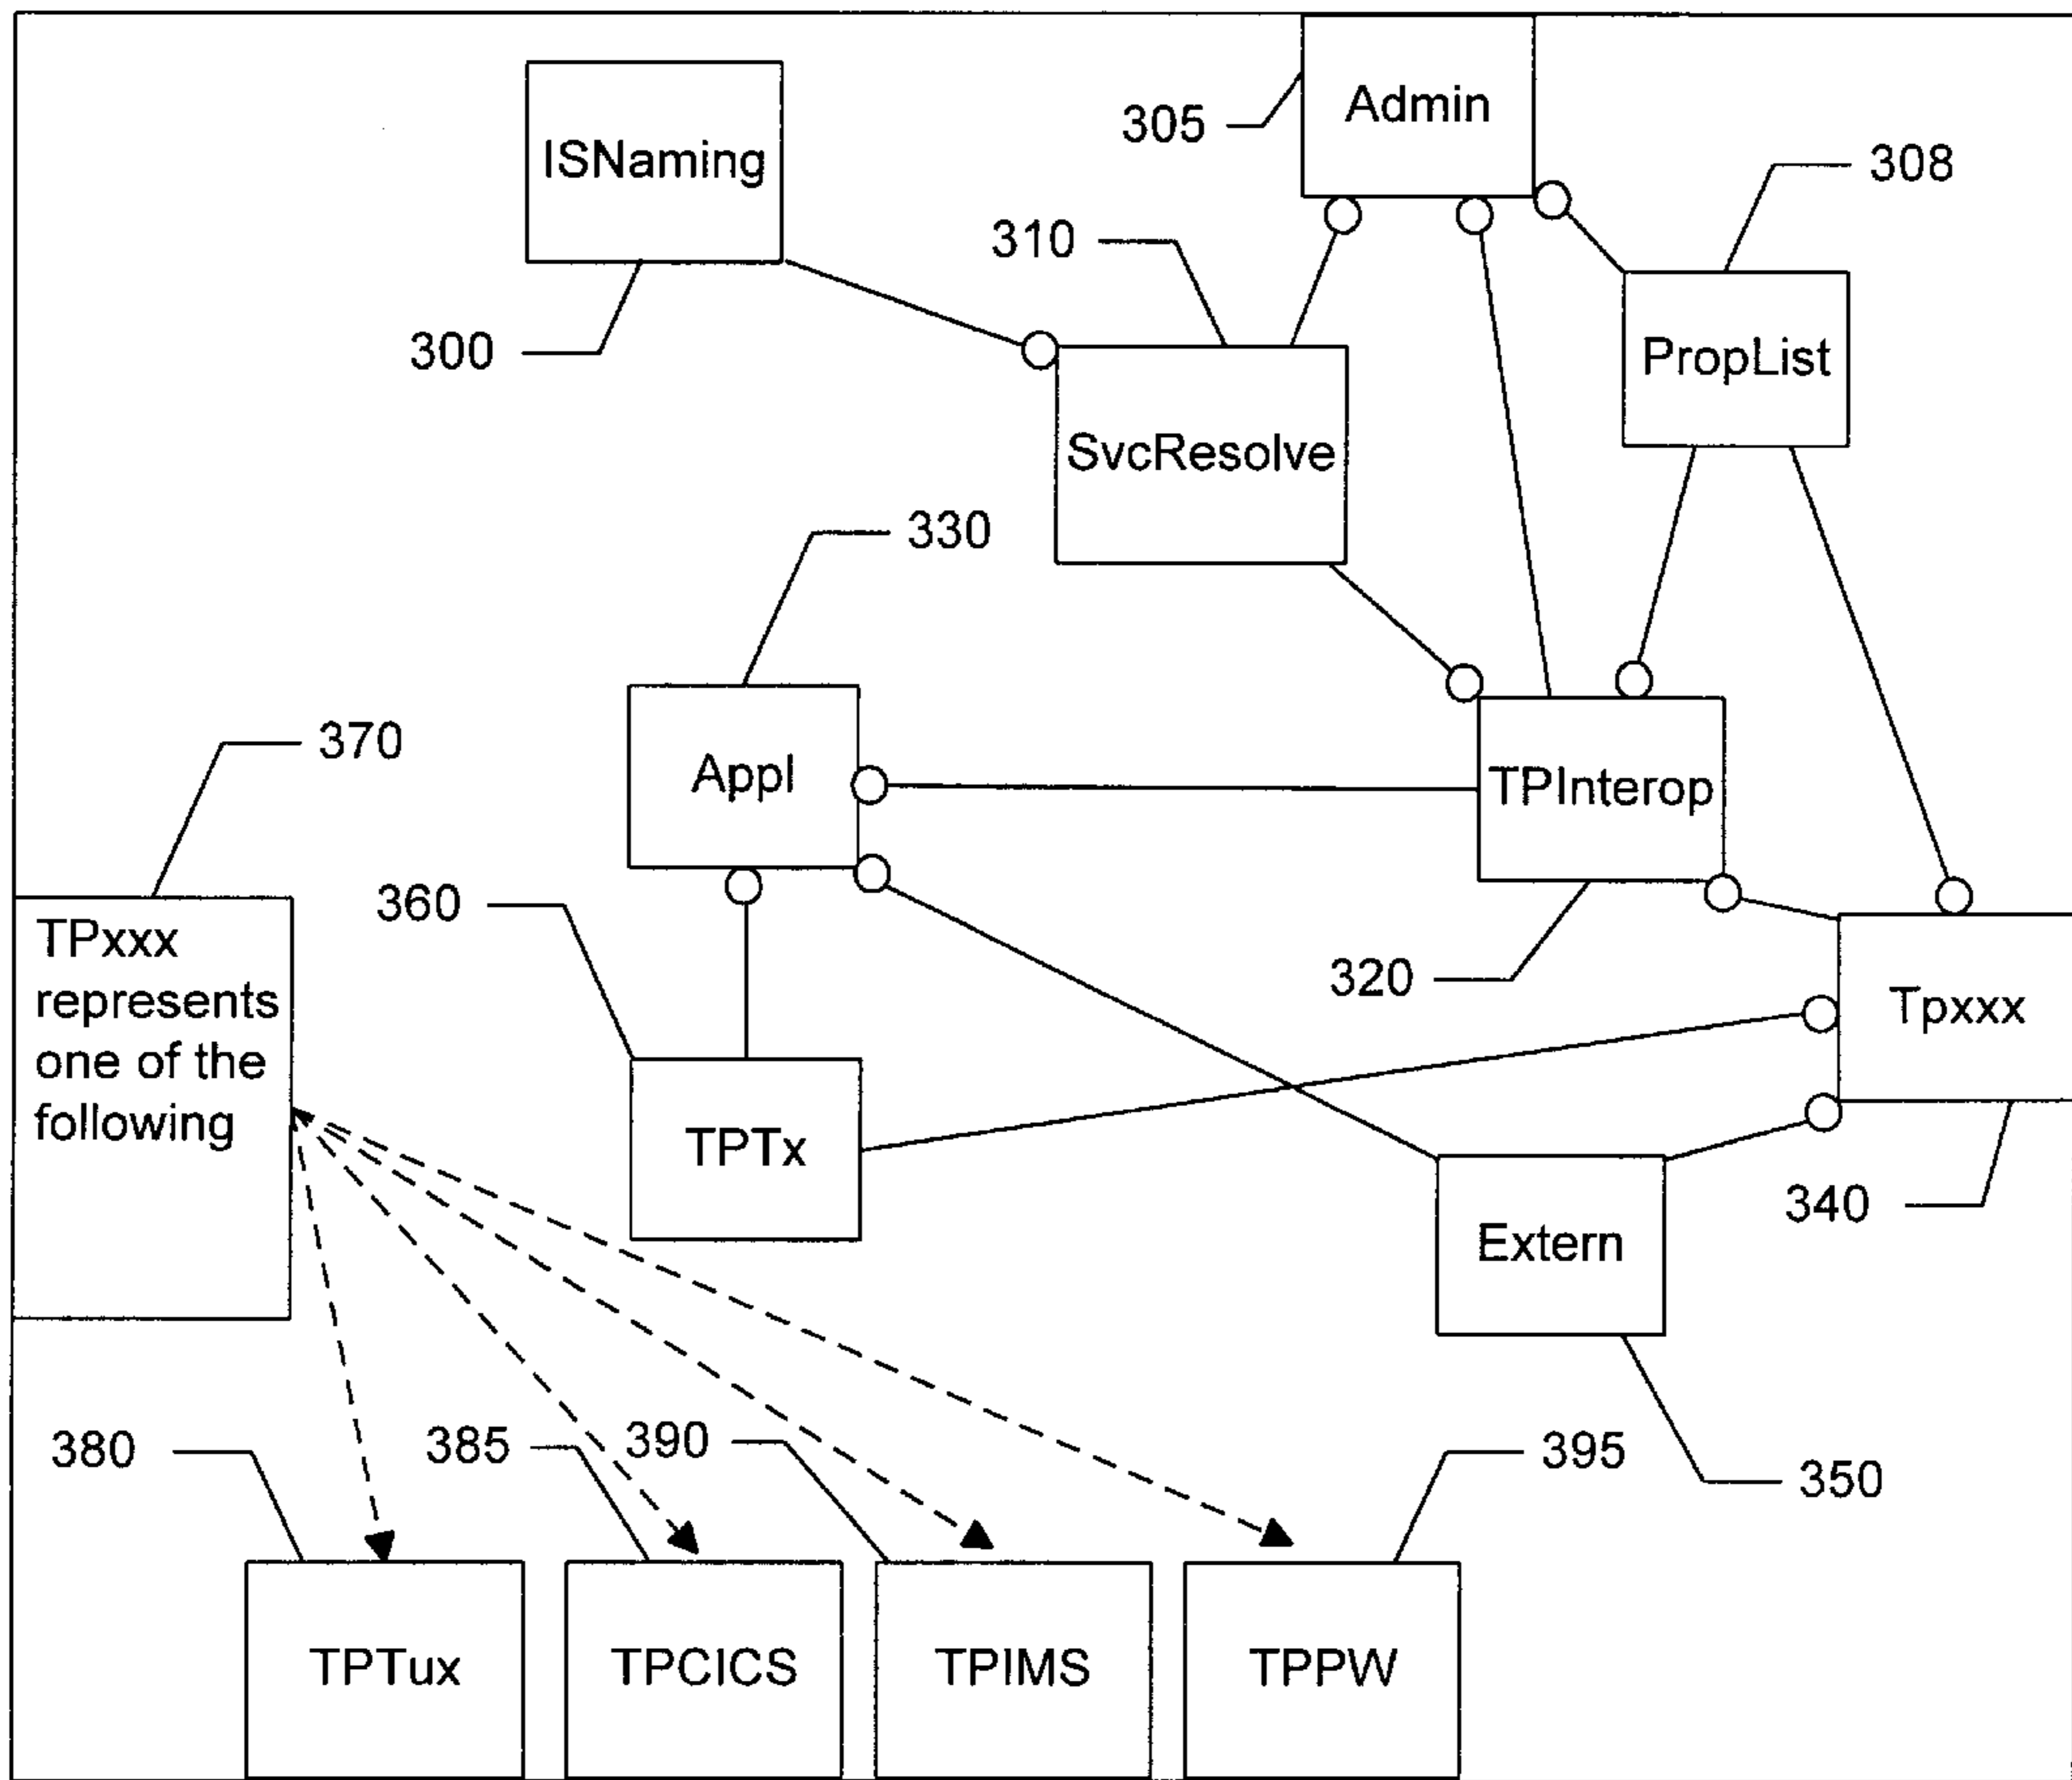 Admin
305
ISNaming
308
310
300
PropList
SvcResolve
330
370
Appl
TPInterop
360
TPxxx
represents
one of the
following
320
Tpxxx
TPTx
340
Extern
380
385
390
395
350
TPTux
TPCICS
TPIMS
TPPW